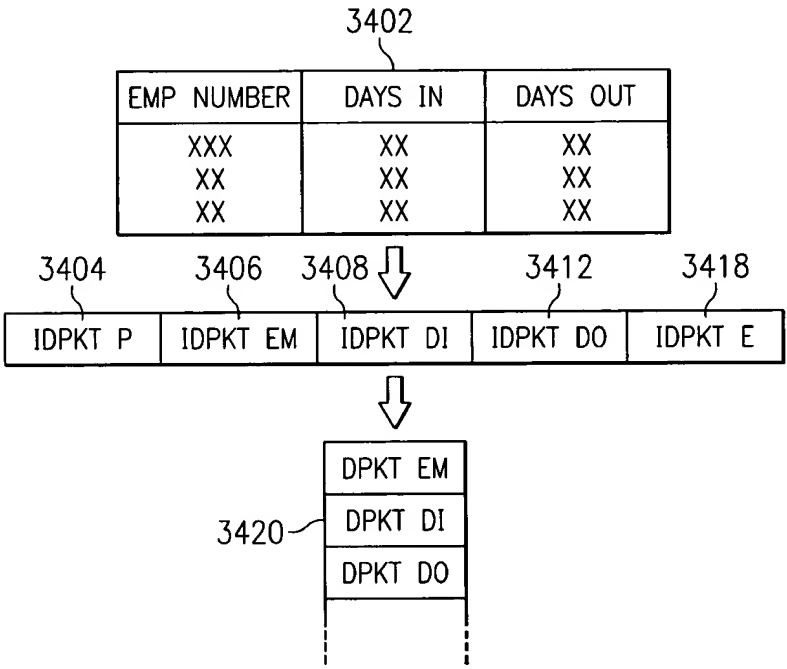 3402
EMP NUMBER DAYS IN DAYS OUT
XXX XX XX
XX XX XX
XX XX XX
3404 3406 3408 3412 3418
IDPKT P IDPKT EM IDPKT DI IDPKT DO IDPKT E
DPKT EM
3420 DPKT DI
DPKT DO